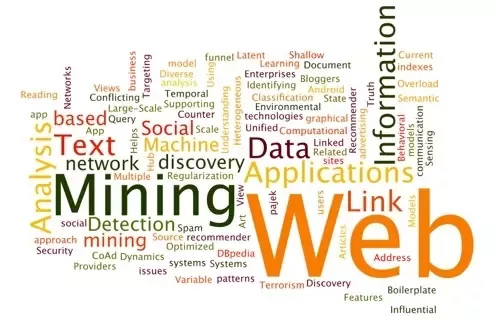 Reading
Networks
Views
business
Targeting
model
Diverse
analysis
Using
funnel
Latent
Shallow
Learning
Document
Enterprises
Bloggers
Identifying
Truth
Information
Current
indexes
Overload
Semantic
app
Conflicting
Large-Scale
Temporal
Supporting
Query
Counter
Understanding
Heterogeneous
Classification
Android
Environmental
State
technologies
graphical
Recommender
advertising
Behavioral
models
communication
Sensing
Analysis
based
App
Helps
Social
Scale
Unified
Computational
Text
Machine
Data
Linked
Related
sites
network
Hub
discovery
Applications
Multiple
Regularization
Mining
View
Art
pajek
Web
users
Link
Models
social
Detection
Spam
approach
mining
Source
recommender
Articles
Security
Optimized
CoAd
Dynamics
DBpedia
Address
Providers
issues
systems
Systems
Variable
patterns
Terrorism
Discovery
Boilerplate
Features
Influential